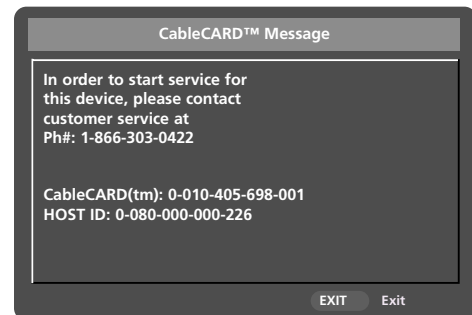 CableCARD™ Message
In order to start service for
this device, please contact
customer service at
Ph#: 1-866-303-0422
CableCARD(tm): 0-010-405-698-001
HOST ID: 0-080-000-000-226
EXIT Exit